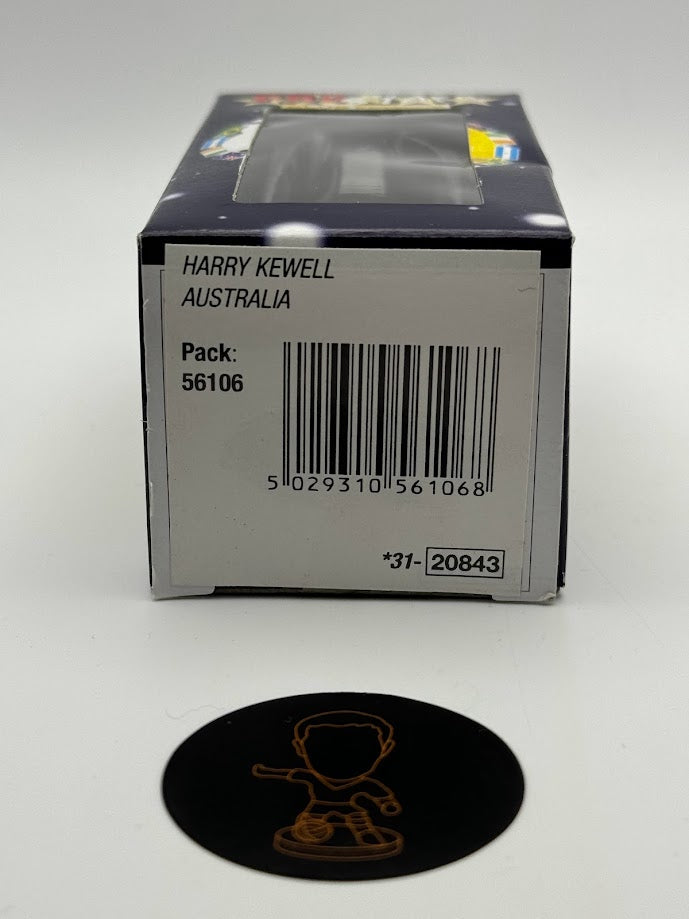 HARRY KEWELL
AUSTRALIA
Pack:
56106
5 029310 561068
*31- 20843